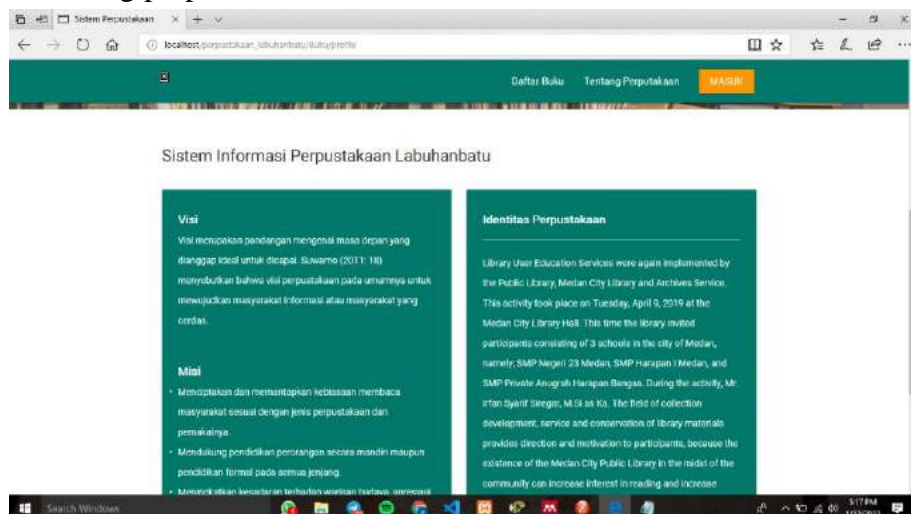 Sistem Perpustakaan
localhost/perpustakaan_labuhanbatu/Buku/profile
Daftar Buku Tentang Perputakaan MASUK
Sistem Informasi Perpustakaan Labuhanbatu
Visi
Visi merupakan pandangan mengenai masa depan yang
dianggap ideal untuk dicapai. Suwarno (2011: 18)
menyebutkan bahwa visi perpustakaan pada umumnya untuk
mewujudkan masyarakat informasi atau masyarakat yang
cerdas.
Misi
• Menciptakan dan memantapkan kebiasaan membaca
masyarakat sesuai dengan jenis perpustakaan dan
pemakainya.
• Mendukung pendidikan perorangan secara mandiri maupun
pendidikan formal pada semua jenjang.
• Meningkatkan kesadaran terhadap warisan budaya, apresiasi
Identitas Perpustakaan
Library User Education Services were again implemented by
the Public Library, Medan City Library and Archives Service.
This activity took place on Tuesday, April 9, 2019 at the
Medan City Library Hall. This time the library invited
participants consisting of 3 schools in the city of Medan,
namely; SMP Negeri 23 Medan, SMP Harapan I Medan, and
SMP Private Anugrah Harapan Bangsa. During the activity, Mr.
Irfan Syarif Siregar, M.Si as Ka. The field of collection
development, service and conservation of library materials
provides direction and motivation to participants, because the
existence of the Medan City Public Library in the midst of the
community can increase interest in reading and increase
Search Windows
5:17 PM